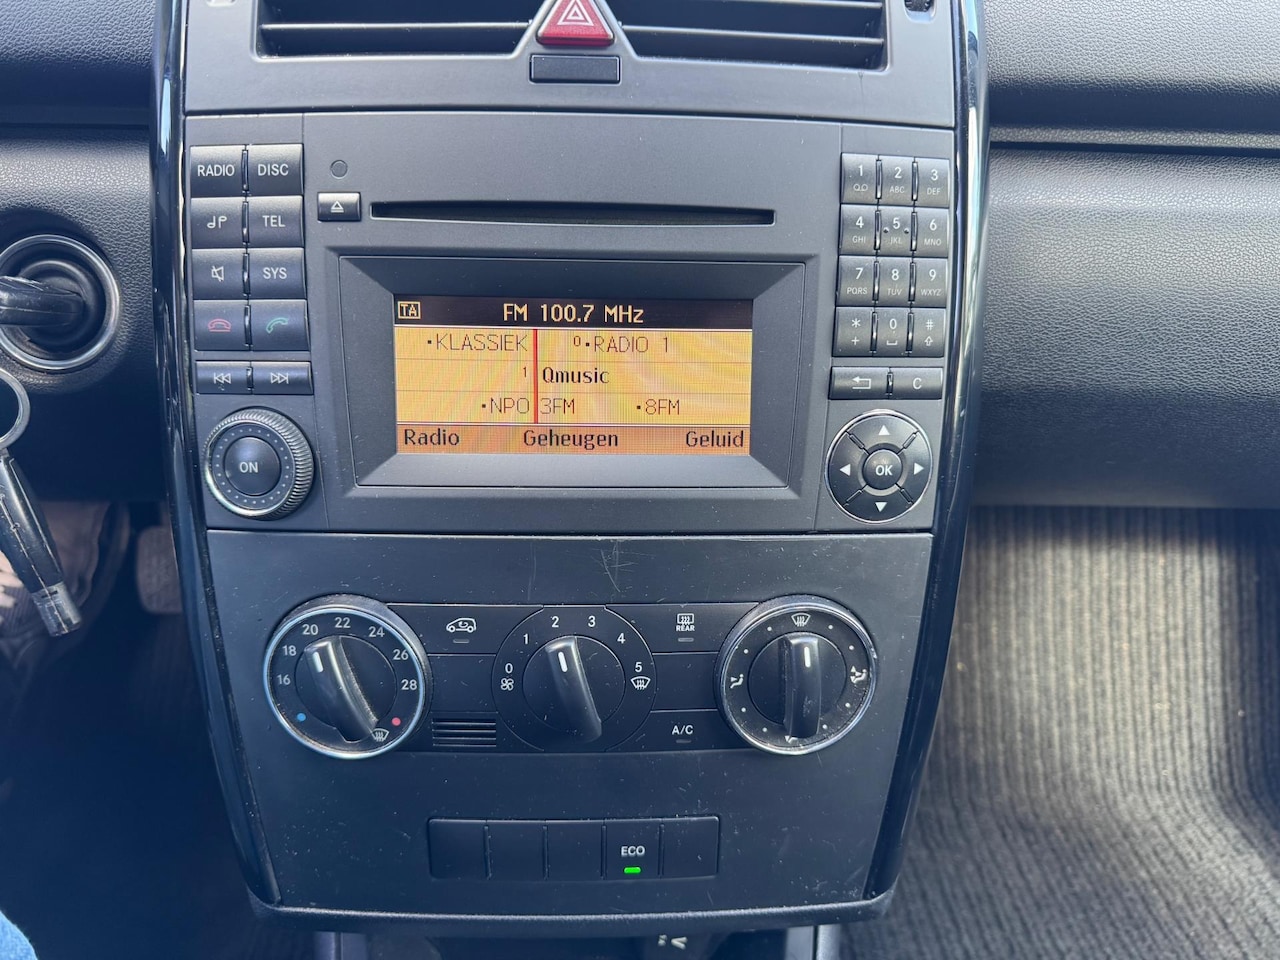 RADIO DISC
TEL
SYS
1 2 ABC 3 DEF
4 GHI 5 JKL 6 MNO
7 PQRS 8 TUV 9 WXYZ
* + 0 #
C
TA FM 100.7 MHz
•KLASSIEK 0•RADIO 1
1 Qmusic
•NPO 3FM •8FM
Radio Geheugen Geluid
ON
OK
16 18 20 22 24 26 28
0 1 2 3 4 5
REAR
A/C
ECO